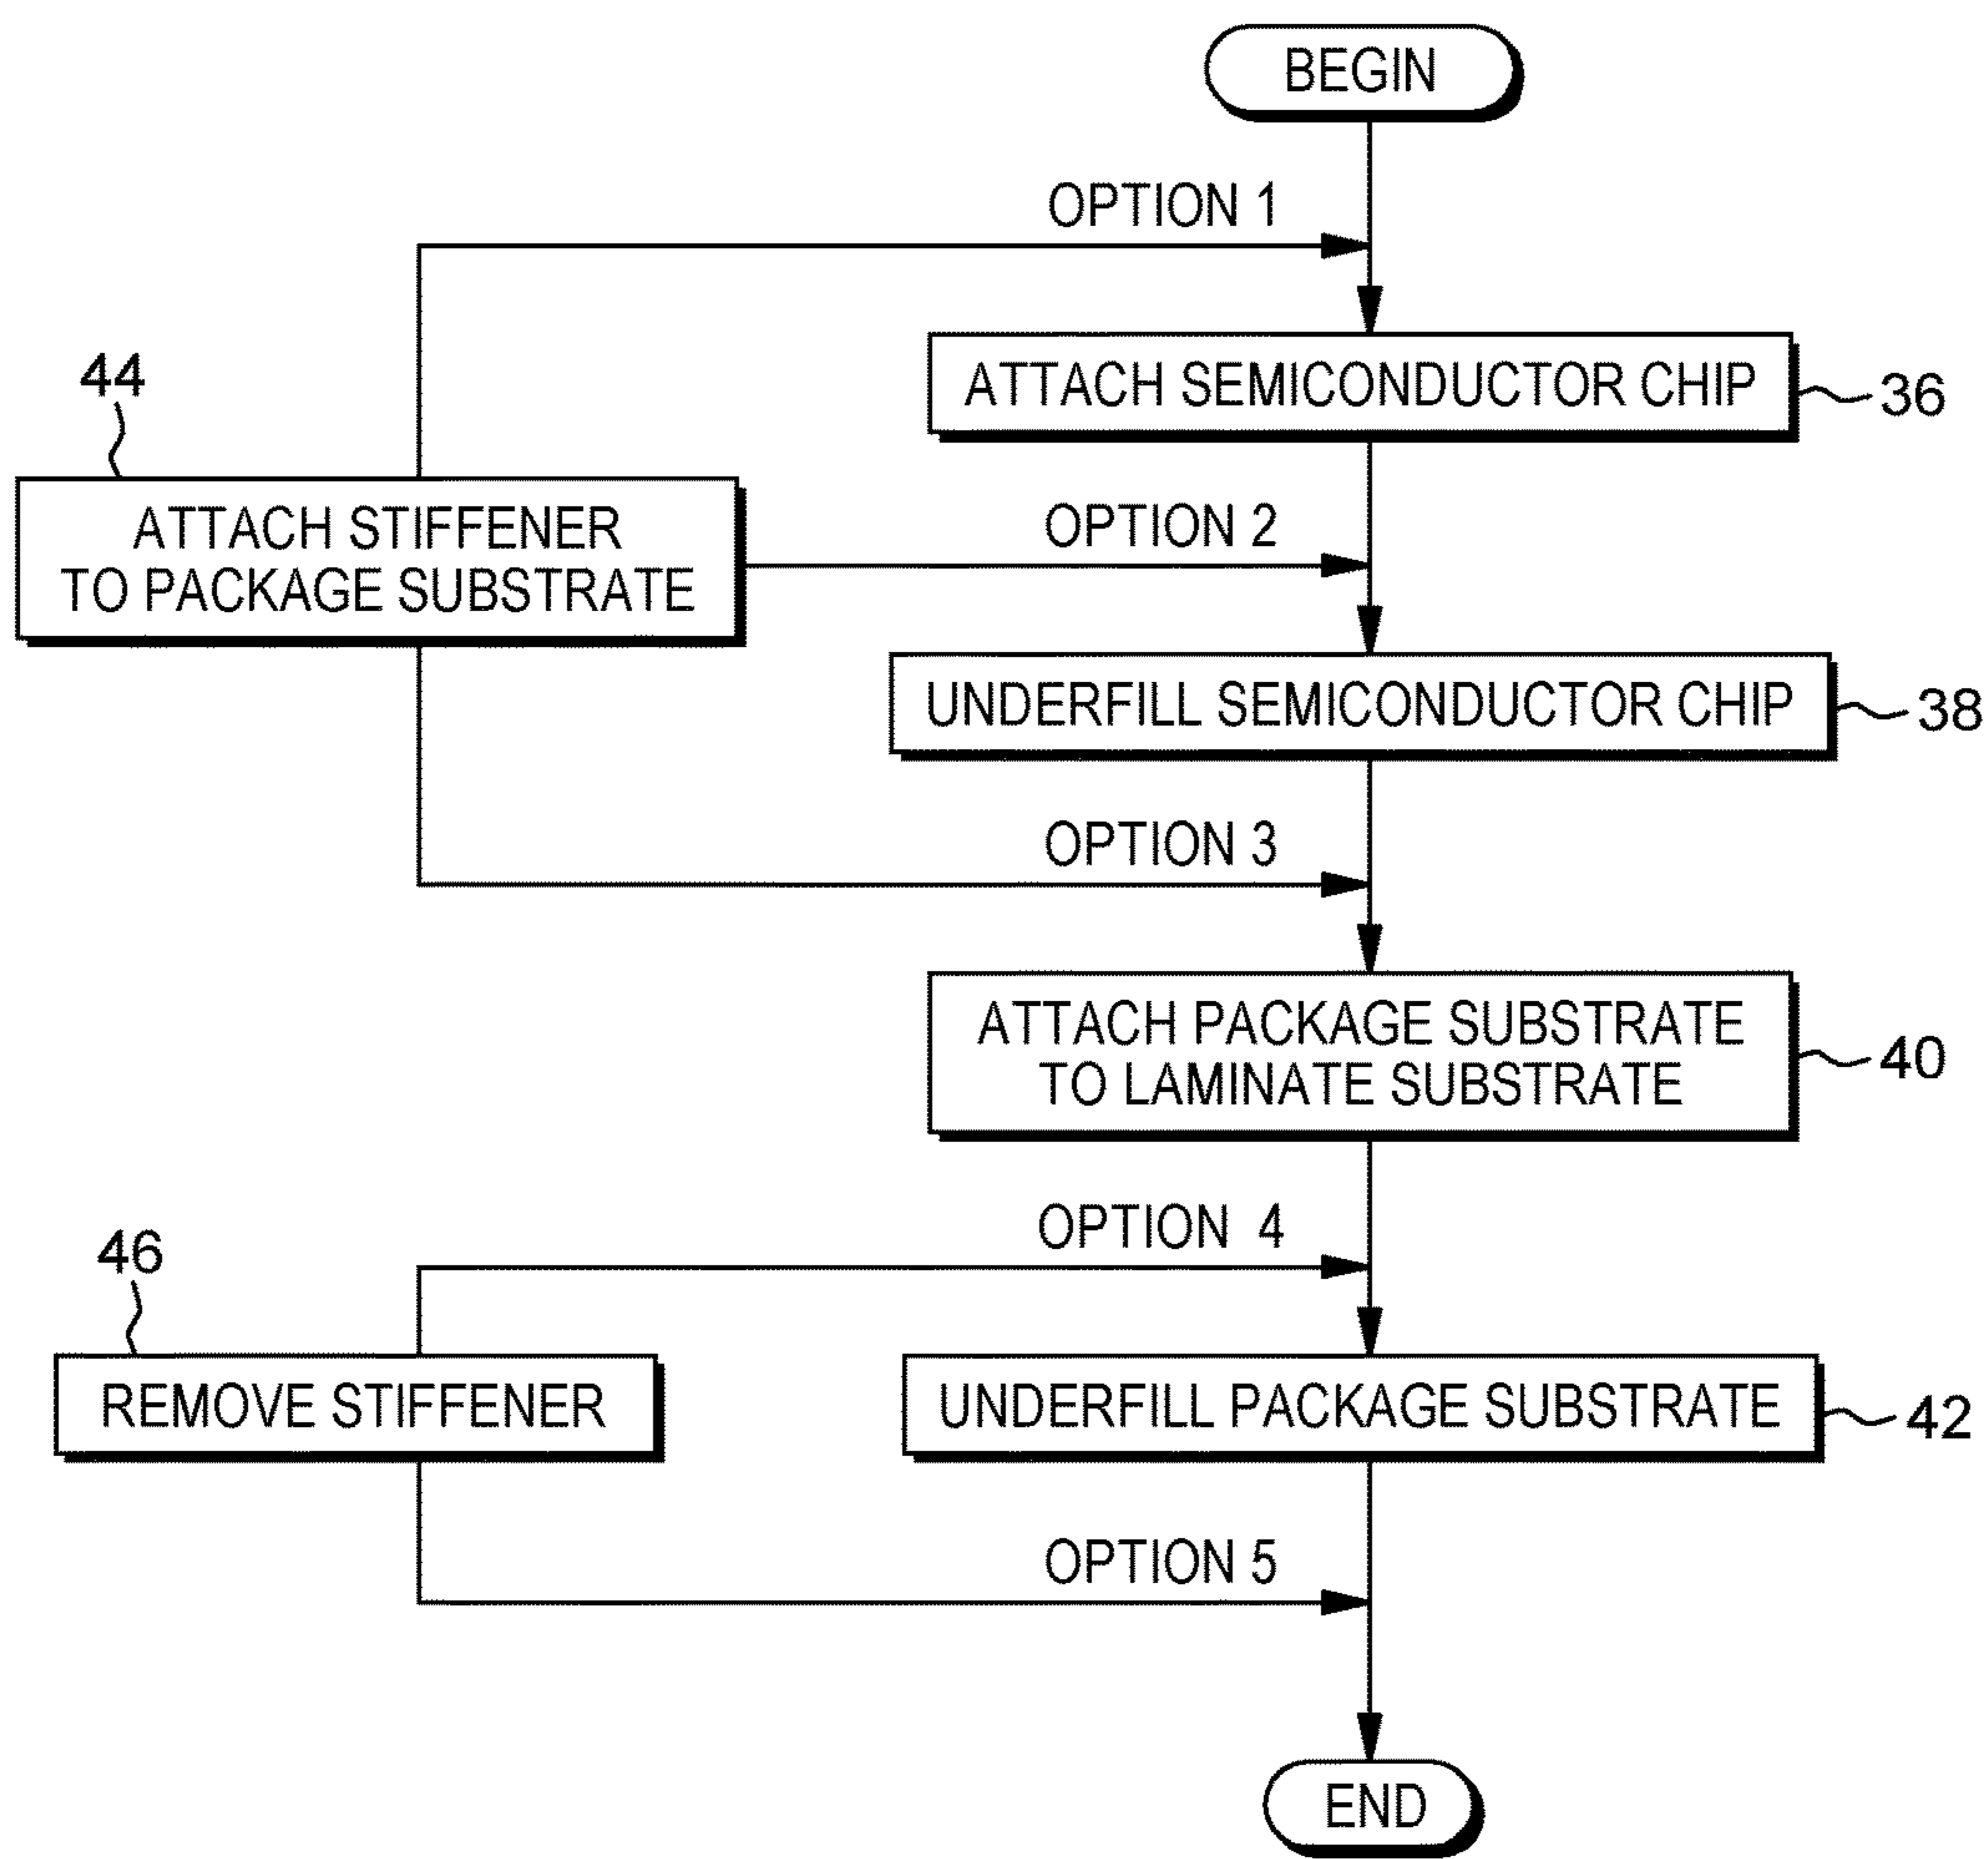 BEGIN
OPTION 1
ATTACH SEMICONDUCTOR CHIP
36
44
ATTACH STIFFENER
TO PACKAGE SUBSTRATE
OPTION 2
UNDERFILL SEMICONDUCTOR CHIP
38
OPTION 3
ATTACH PACKAGE SUBSTRATE
TO LAMINATE SUBSTRATE
40
OPTION 4
46
REMOVE STIFFENER
UNDERFILL PACKAGE SUBSTRATE
42
OPTION 5
END